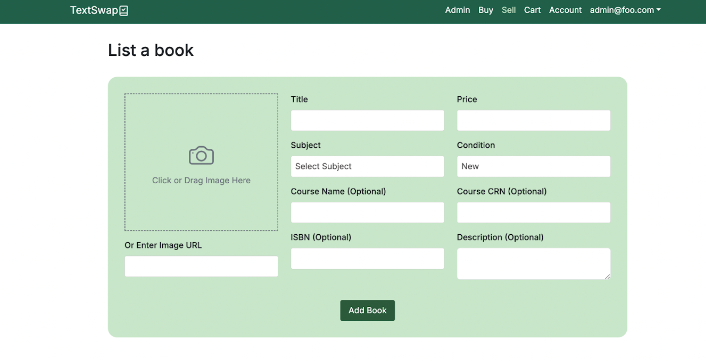 TextSwap
Admin Buy Sell Cart Account admin@foo.com
List a book
Click or Drag Image Here
Or Enter Image URL
Title
Price
Subject
Select Subject
Condition
New
Course Name (Optional)
Course CRN (Optional)
ISBN (Optional)
Description (Optional)
Add Book